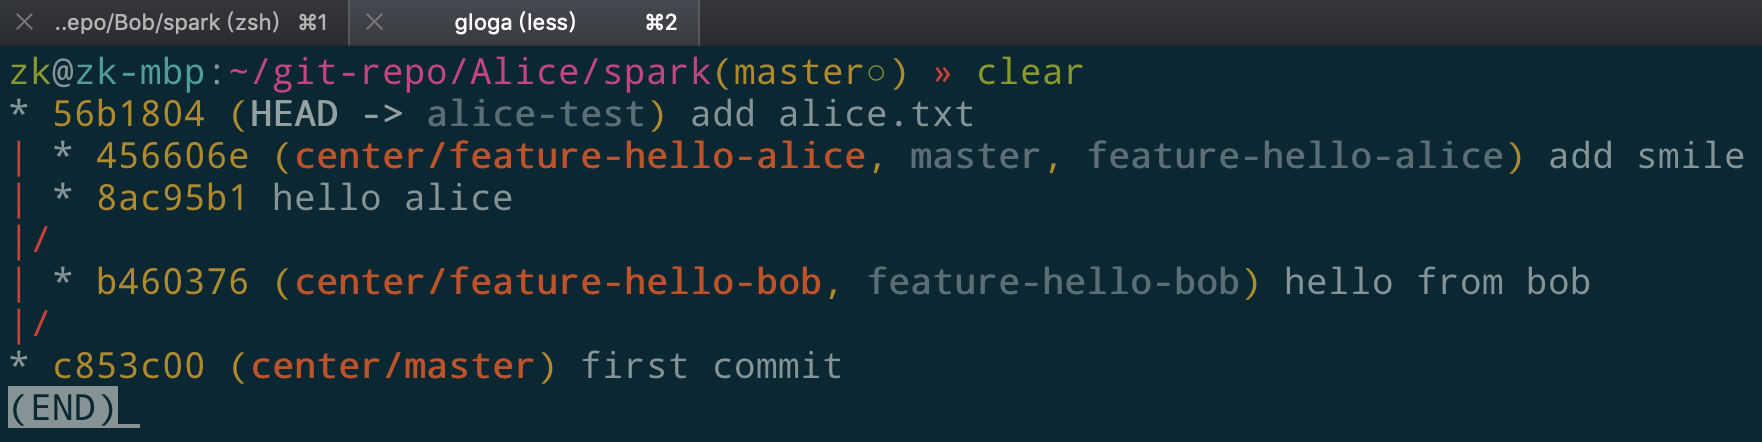 ..epo/Bob/spark (zsh) ⌘1 gloga (less) ⌘2
zk@zk-mbp:~/git-repo/Alice/spark(master○) » clear
* 56b1804 (HEAD -> alice-test) add alice.txt
| * 456606e (center/feature-hello-alice, master, feature-hello-alice) add smile
| * 8ac95b1 hello alice
|/
| * b460376 (center/feature-hello-bob, feature-hello-bob) hello from bob
|/
* c853c00 (center/master) first commit
(END)